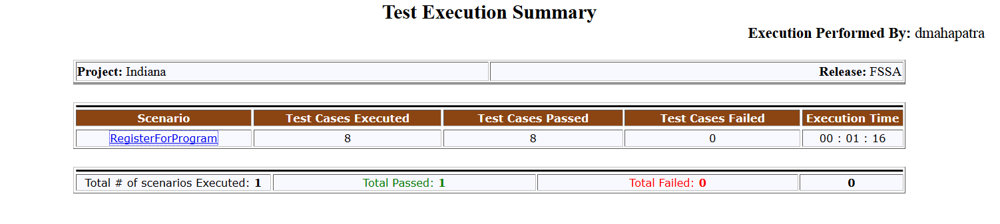 Test Execution Summary
Execution Performed By: dmahapatra
Project: Indiana Release: FSSA
Scenario Test Cases Executed Test Cases Passed Test Cases Failed Execution Time
RegisterForProgram 8 8 0 00 : 01 : 16
Total # of scenarios Executed: 1 Total Passed: 1 Total Failed: 0 0